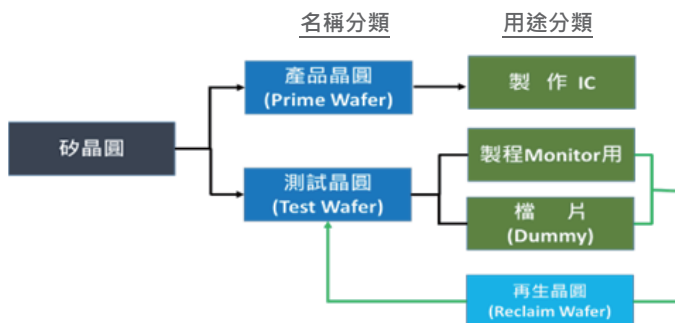 名稱分類
用途分類
產品晶圓
(Prime Wafer)
製 作 IC
矽晶圓
測試晶圓
(Test Wafer)
製程Monitor用
檔 片
(Dummy)
再生晶圓
(Reclaim Wafer)